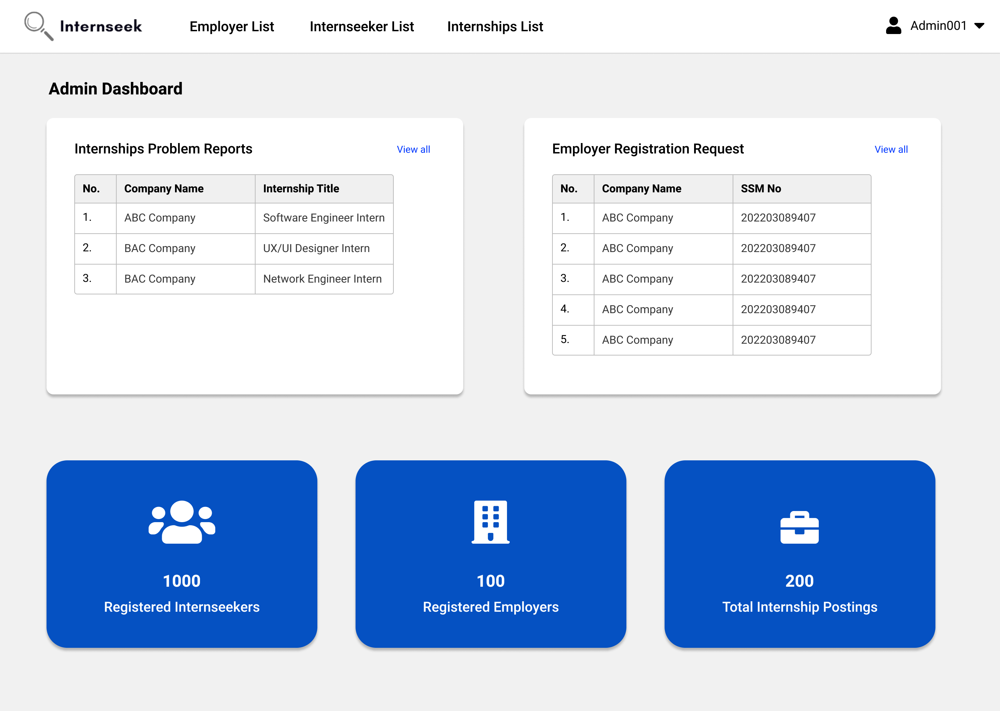 Internseek Employer List Internseeker List Internships List Admin001
Admin Dashboard
Internships Problem Reports View all
No. Company Name Internship Title
1. ABC Company Software Engineer Intern
2. BAC Company UX/UI Designer Intern
3. BAC Company Network Engineer Intern
Employer Registration Request View all
No. Company Name SSM No
1. ABC Company 202203089407
2. ABC Company 202203089407
3. ABC Company 202203089407
4. ABC Company 202203089407
5. ABC Company 202203089407
1000
Registered Internseekers
100
Registered Employers
200
Total Internship Postings